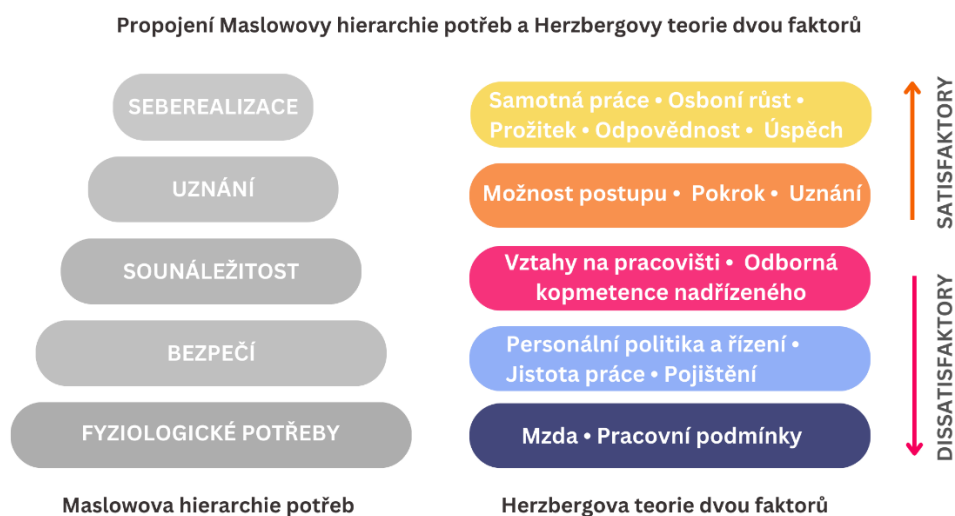 Propojení Maslowovy hierarchie potřeb a Herzbergovy teorie dvou faktorů
SEBEREALIZACE
UZNÁNÍ
SOUNÁLEŽITOST
BEZPEČÍ
FYZIOLOGICKÉ POTŘEBY
Maslowova hierarchie potřeb
Samotná práce • Osboní růst •
Prožitek • Odpovědnost • Úspěch
Možnost postupu • Pokrok • Uznání
Vztahy na pracovišti • Odborná
kopmetence nadřízeného
Personální politika a řízení •
Jistota práce • Pojištění
Mzda • Pracovní podmínky
Herzbergova teorie dvou faktorů
SATISFAKTORY
DISSATISFAKTORY